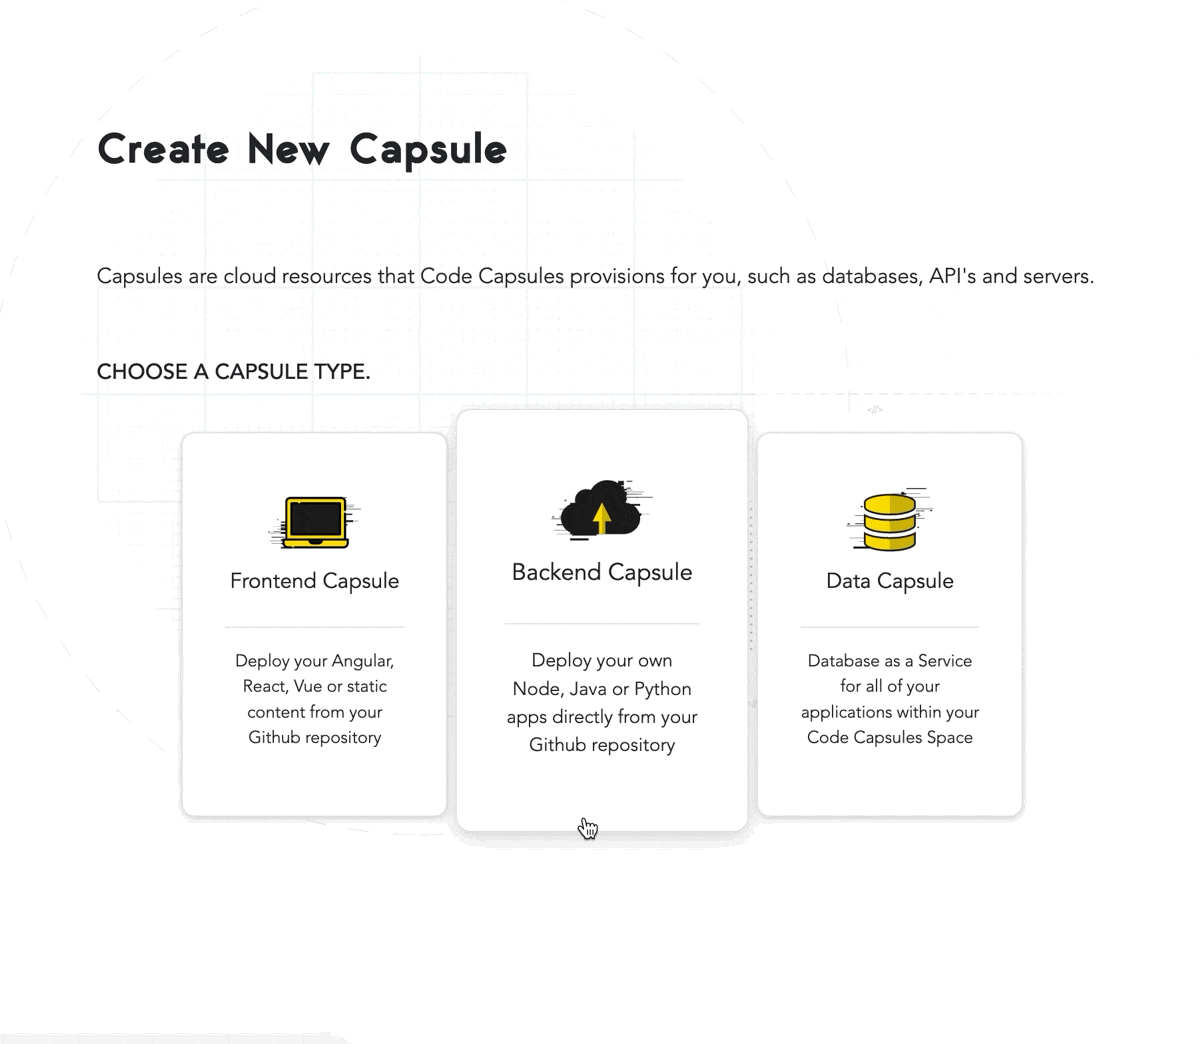 Create New Capsule
Capsules are cloud resources that Code Capsules provisions for you, such as databases, API's and servers.
CHOOSE A CAPSULE TYPE.
Frontend Capsule
Deploy your Angular,
React, Vue or static
content from your
Github repository
Backend Capsule
Deploy your own
Node, Java or Python
apps directly from your
Github repository
Data Capsule
Database as a Service
for all of your
applications within your
Code Capsules Space